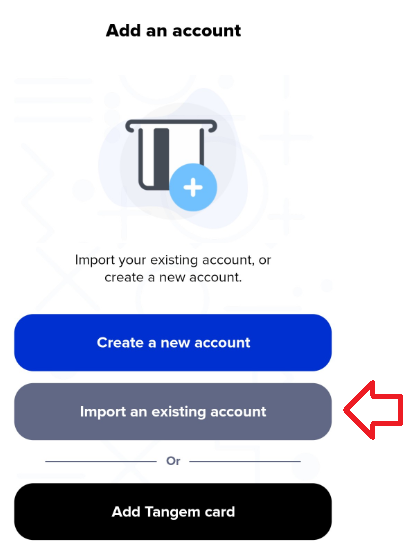 Add an account
Import your existing account, or
create a new account.
Create a new account
Import an existing account
Or
Add Tangem card